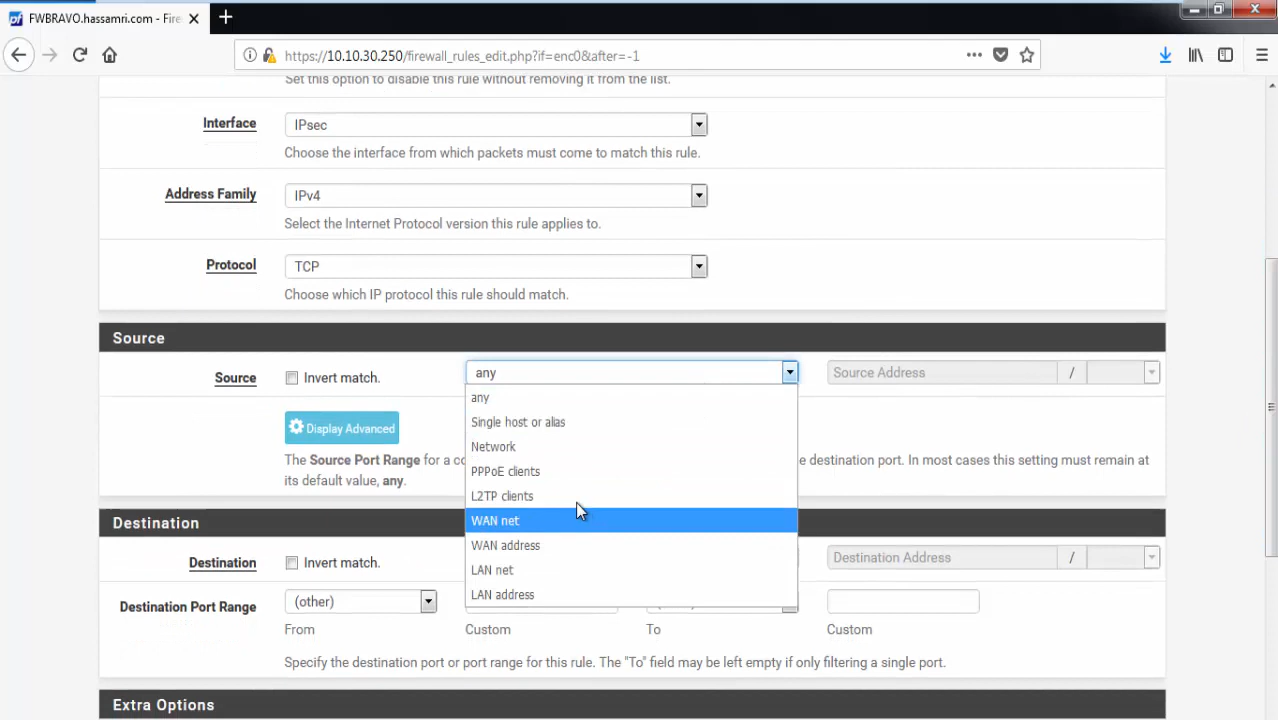 FWBRAVO.hassamri.com - Fire
https://10.10.30.250/firewall_rules_edit.php?if=enc0&after=-1
Set this option to disable this rule without removing it from the list.
Interface
IPsec
Choose the interface from which packets must come to match this rule.
Address Family
IPv4
Select the Internet Protocol version this rule applies to.
Protocol
TCP
Choose which IP protocol this rule should match.
Source
Source
Invert match.
any
Source Address
/
any
Single host or alias
Network
PPPoE clients
L2TP clients
WAN net
WAN address
LAN net
LAN address
Display Advanced
The Source Port Range for a co
e destination port. In most cases this setting must remain at
its default value, any.
Destination
Destination
Invert match.
Destination Address
/
Destination Port Range
(other)
From
Custom
To
Custom
Specify the destination port or port range for this rule. The "To" field may be left empty if only filtering a single port.
Extra Options